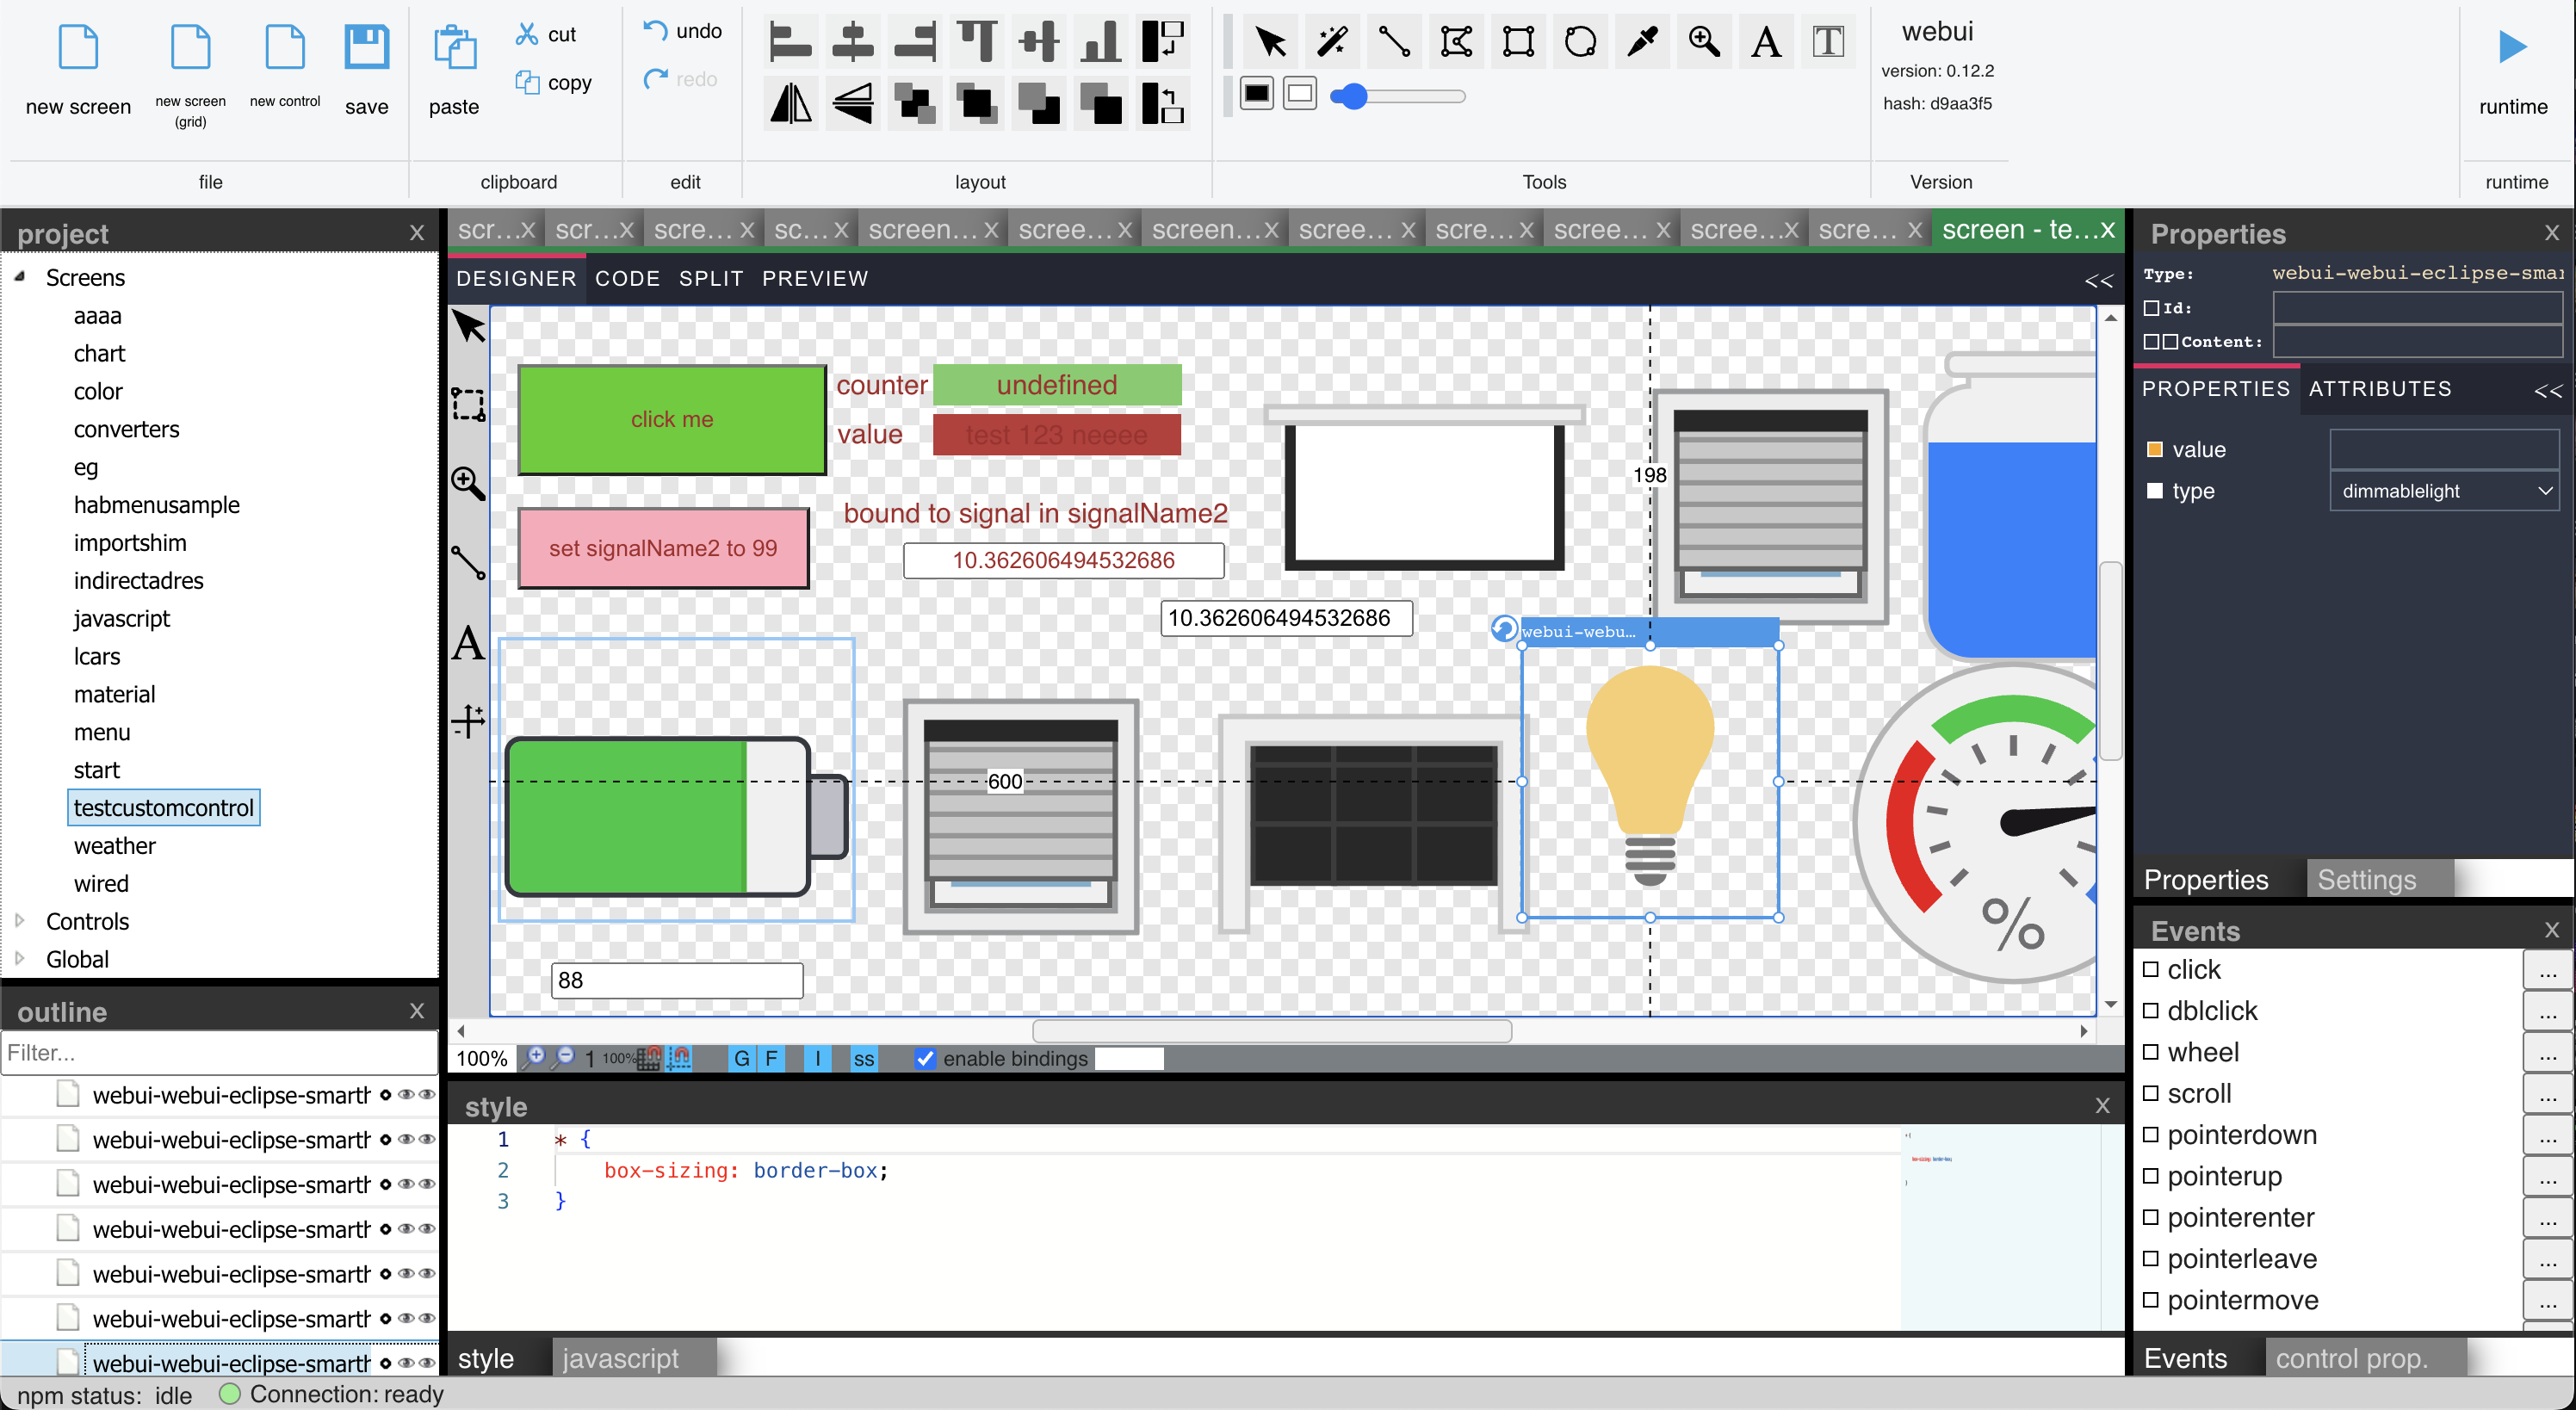 new screen
new screen
(grid)
new control
save
file
paste
cut
copy
clipboard
undo
redo
edit
layout
A
T
Tools
webui
version: 0.12.2
hash: d9aa3f5
Version
runtime
runtime
project X
Screens
aaaa
chart
color
converters
eg
habmenusample
importshim
indirectadres
javascript
lcars
material
menu
start
testcustomcontrol
weather
wired
Controls
Global
outline X
Filter...
webui-webui-eclipse-smartl
webui-webui-eclipse-smartl
webui-webui-eclipse-smartl
webui-webui-eclipse-smartl
webui-webui-eclipse-smartl
webui-webui-eclipse-smartl
webui-webui-eclipse-smartl
npm status: idle Connection: ready
scr...X scr...X scre... X sc... X screen... X scree... X screen... X scree... X scre... X scree... X scree...X scre... X screen - te...X
DESIGNER CODE SPLIT PREVIEW <<
A
click me
counter undefined
value test 123 neeee
set signalName2 to 99
bound to signal in signalName2
10.362606494532686
10.362606494532686
198
webui-webu...
600
%
88
100% 1 100% G F I ss enable bindings
style X
1 * {
2 box-sizing: border-box;
3 }
style javascript
Properties X
Type: webui-webui-eclipse-smar
Id:
Content:
PROPERTIES ATTRIBUTES <<
value
type dimmablelight
Properties Settings
Events X
click ...
dblclick ...
wheel ...
scroll ...
pointerdown ...
pointerup ...
pointerenter ...
pointerleave ...
pointermove ...
Events control prop.